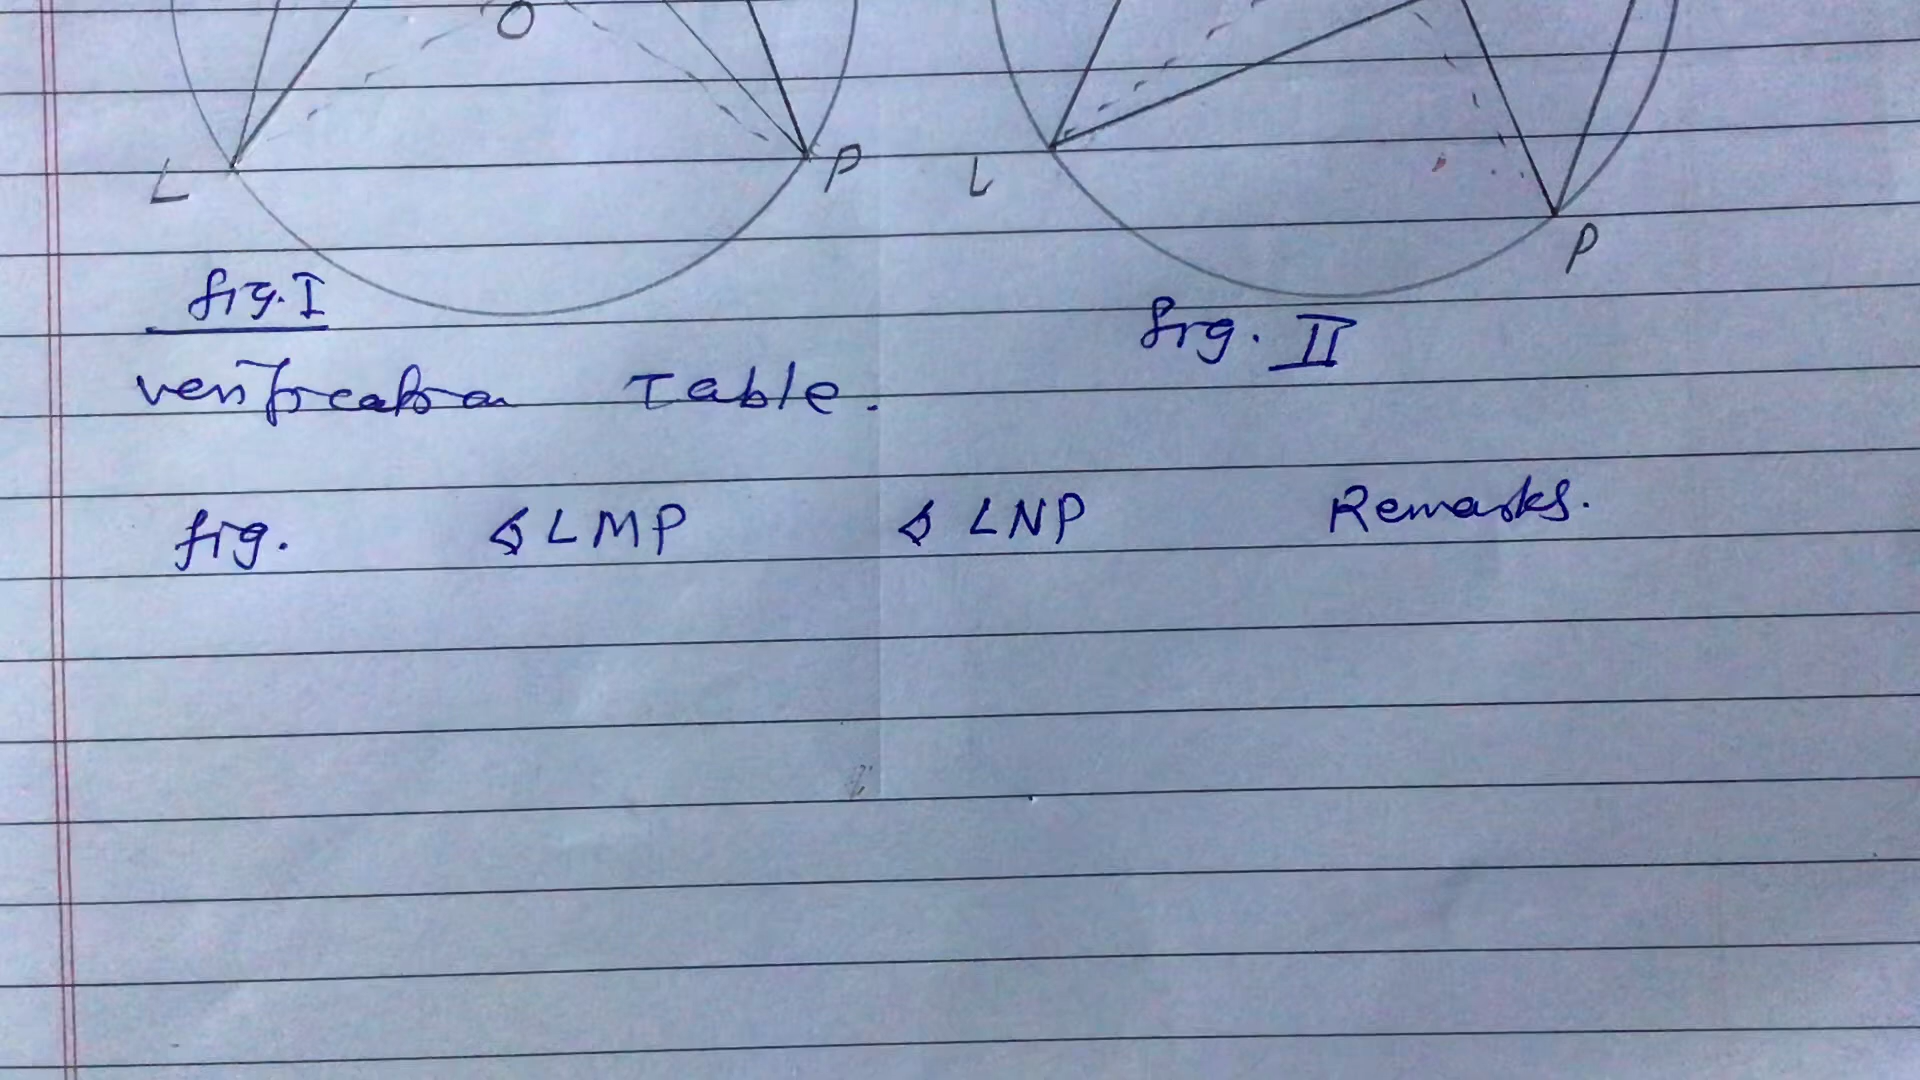 O
L P L
P
fig. I
fig. II
verification Table.
fig. ∢ LMP ∢ LNP Remarks.